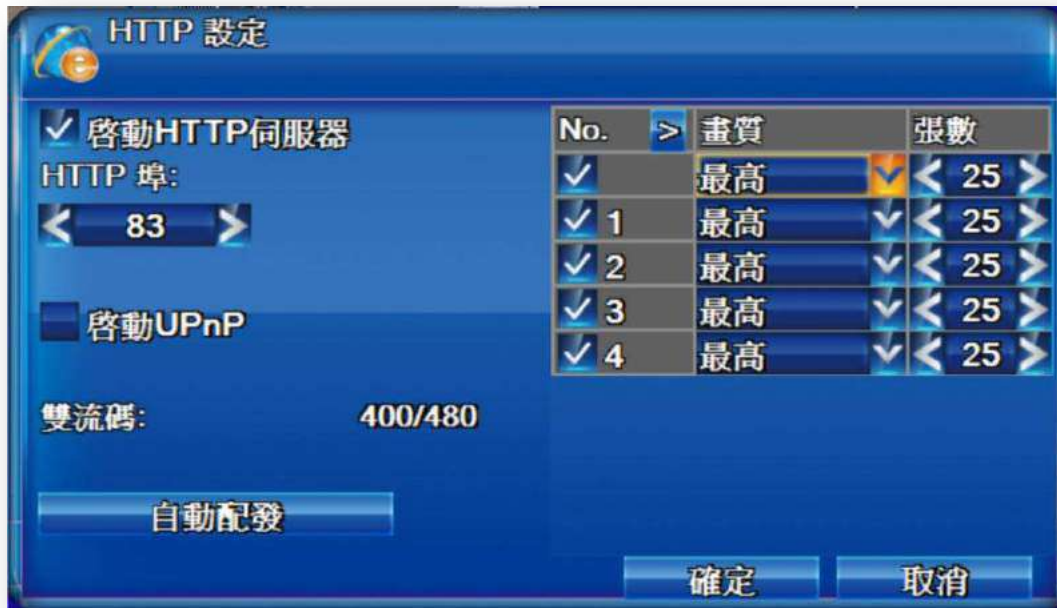 HTTP 設定
啓動HTTP伺服器
HTTP 埠:
83
啓動UPnP
雙流碼: 400/480
自動配發
No. > 畫質 張數
最高 25
1 最高 25
2 最高 25
3 最高 25
4 最高 25
確定 取消